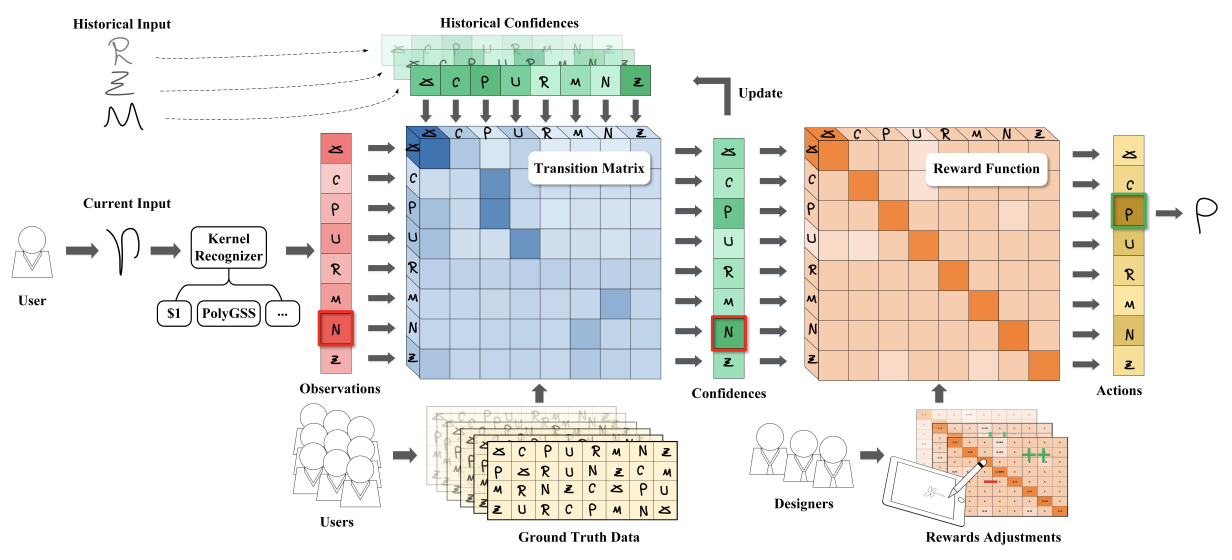 Historical Input
R
Z
M
Historical Confidences
C P U R M N Z
C P U R M N Z
C P U R M N Z
Update
C P U R M N Z
Transition Matrix
C
P
U
R
M
N
Z
C P U R M N Z
Reward Function
C
P
U
R
M
N
Z
Current Input
P
User
Kernel
Recognizer
$1
PolyGSS
...
C
P
U
R
M
N
Z
Observations
C
P
U
R
M
N
Z
Confidences
C
P
U
R
M
N
Z
Actions
P
Users
C P U R M N Z
P R U N Z C M
M R N Z C P U
Z U R C P M N
Ground Truth Data
Designers
++
Rewards Adjustments